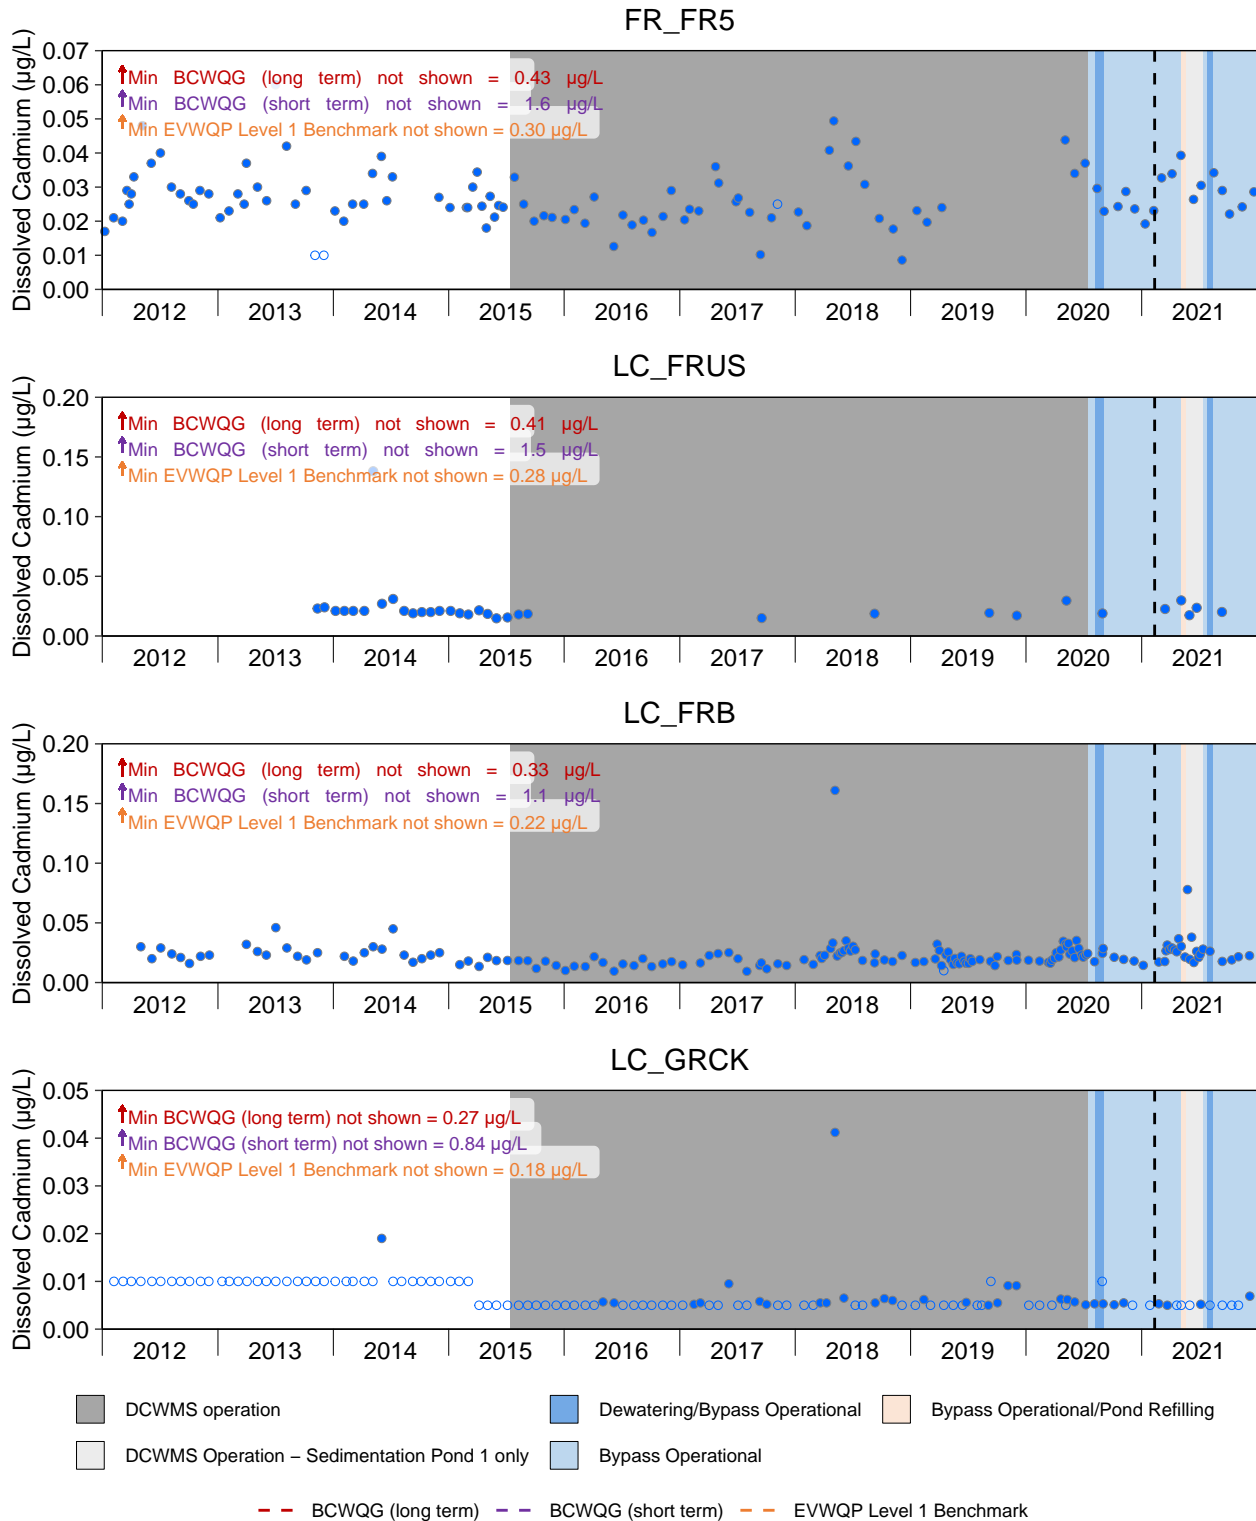 FR_FR5
Dissolved Cadmium (µg/L)
0.07
0.06
0.05
0.04
0.03
0.02
0.01
0.00
Min BCWQG (long term) not shown = 0.43 µg/L
Min BCWQG (short term) not shown = 1.6 µg/L
Min EVWQP Level 1 Benchmark not shown = 0.30 µg/L
2012 2013 2014 2015 2016 2017 2018 2019 2020 2021
LC_FRUS
Dissolved Cadmium (µg/L)
0.20
0.15
0.10
0.05
0.00
Min BCWQG (long term) not shown = 0.41 µg/L
Min BCWQG (short term) not shown = 1.5 µg/L
Min EVWQP Level 1 Benchmark not shown = 0.28 µg/L
2012 2013 2014 2015 2016 2017 2018 2019 2020 2021
LC_FRB
Dissolved Cadmium (µg/L)
0.20
0.15
0.10
0.05
0.00
Min BCWQG (long term) not shown = 0.33 µg/L
Min BCWQG (short term) not shown = 1.1 µg/L
Min EVWQP Level 1 Benchmark not shown = 0.22 µg/L
2012 2013 2014 2015 2016 2017 2018 2019 2020 2021
LC_GRCK
Dissolved Cadmium (µg/L)
0.05
0.04
0.03
0.02
0.01
0.00
Min BCWQG (long term) not shown = 0.27 µg/L
Min BCWQG (short term) not shown = 0.84 µg/L
Min EVWQP Level 1 Benchmark not shown = 0.18 µg/L
2012 2013 2014 2015 2016 2017 2018 2019 2020 2021
DCWMS operation Dewatering/Bypass Operational Bypass Operational/Pond Refilling
DCWMS Operation – Sedimentation Pond 1 only Bypass Operational
BCWQG (long term) BCWQG (short term) EVWQP Level 1 Benchmark